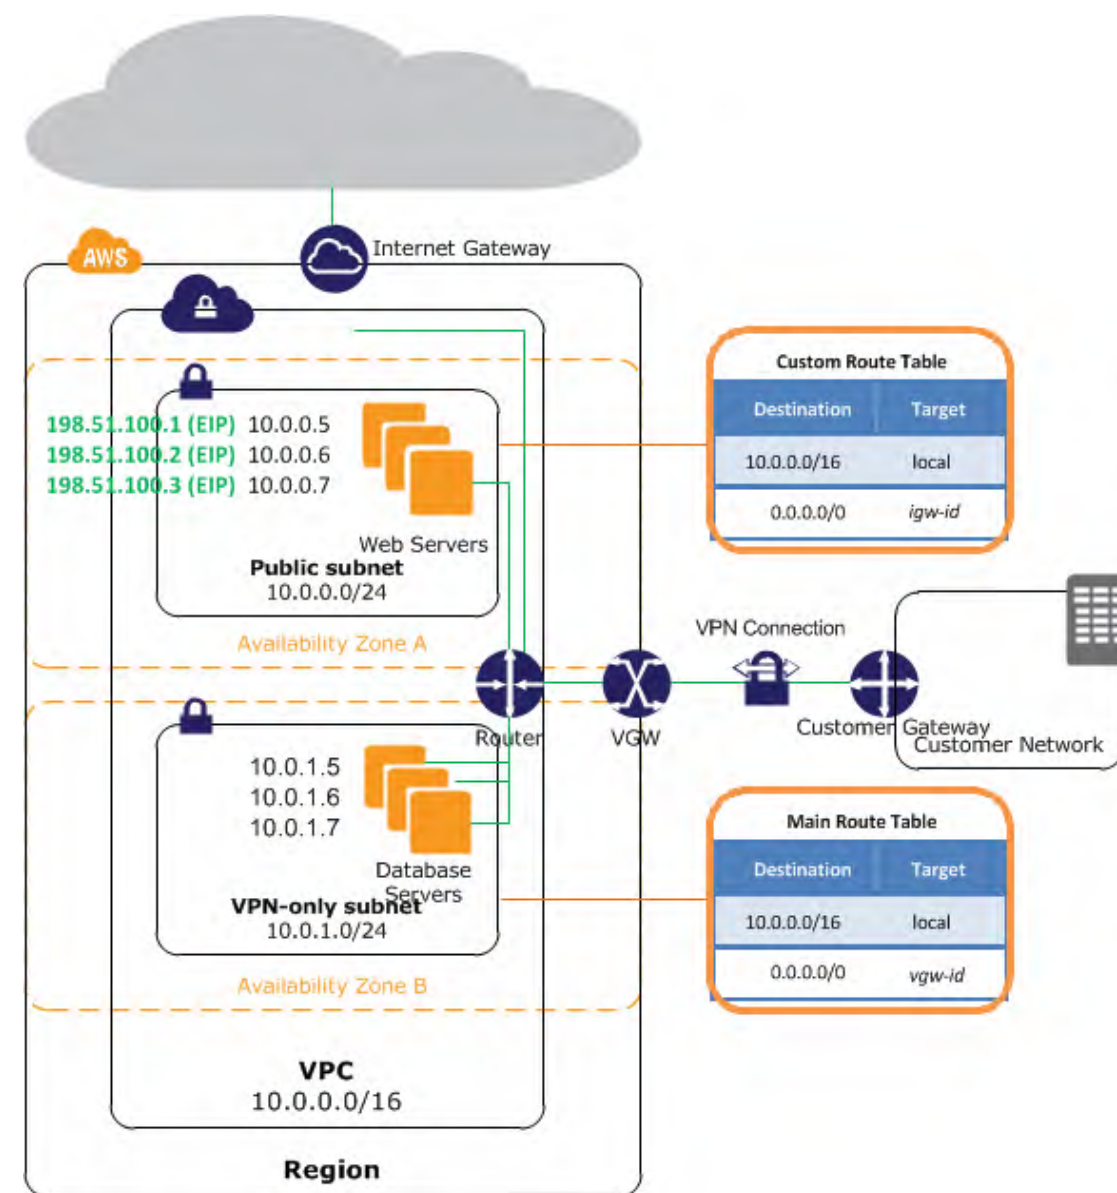 AWS
Internet Gateway
198.51.100.1 (EIP) 10.0.0.5
198.51.100.2 (EIP) 10.0.0.6
198.51.100.3 (EIP) 10.0.0.7
Web Servers
Public subnet
10.0.0.0/24
Availability Zone A
Custom Route Table
Destination Target
10.0.0.0/16 local
0.0.0.0/0 igw-id
VPN Connection
Router
VGW
Customer Gateway
Customer Network
10.0.1.5
10.0.1.6
10.0.1.7
Database
Servers
VPN-only subnet
10.0.1.0/24
Availability Zone B
Main Route Table
Destination Target
10.0.0.0/16 local
0.0.0.0/0 vgw-id
VPC
10.0.0.0/16
Region